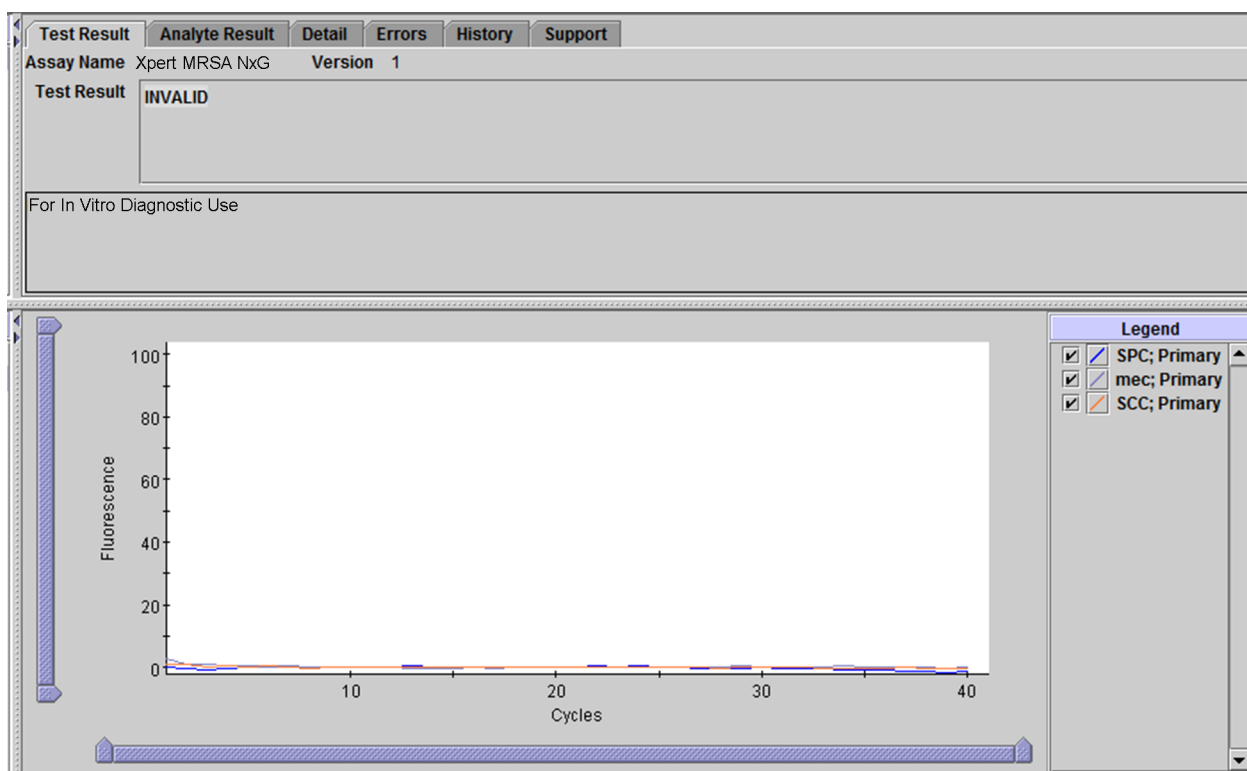 Test Result Analyte Result Detail Errors History Support
Assay Name Xpert MRSA NxG Version 1
Test Result INVALID
For In Vitro Diagnostic Use
Legend
SPC; Primary
mec; Primary
SCC; Primary
100
80
60
40
20
0
Fluorescence
10 20 30 40
Cycles